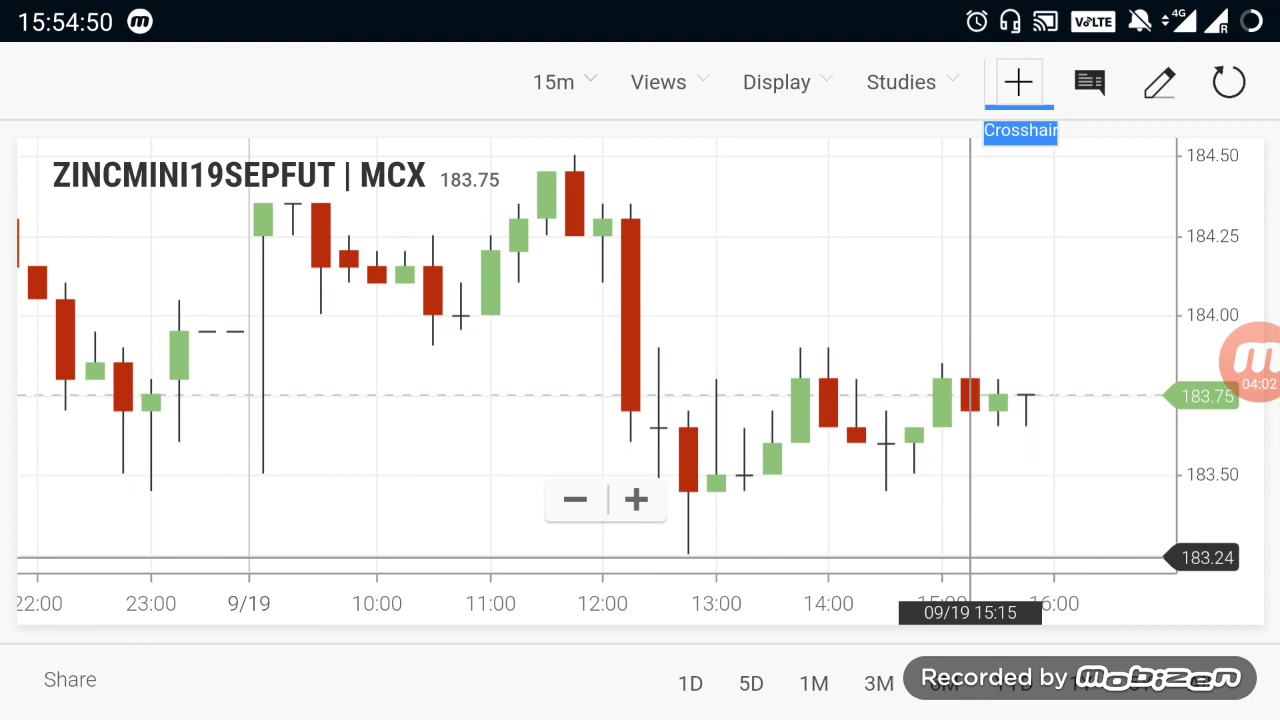 15:54:50
VoLTE 4G R
15m Views Display Studies
Crosshair
ZINCMINI19SEPFUT | MCX 183.75
184.50
184.25
184.00
04:02
183.75
183.50
183.24
22:00 23:00 9/19 10:00 11:00 12:00 13:00 14:00 15:00 16:00
09/19 15:15
Share 1D 5D 1M 3M
Recorded by mobizen